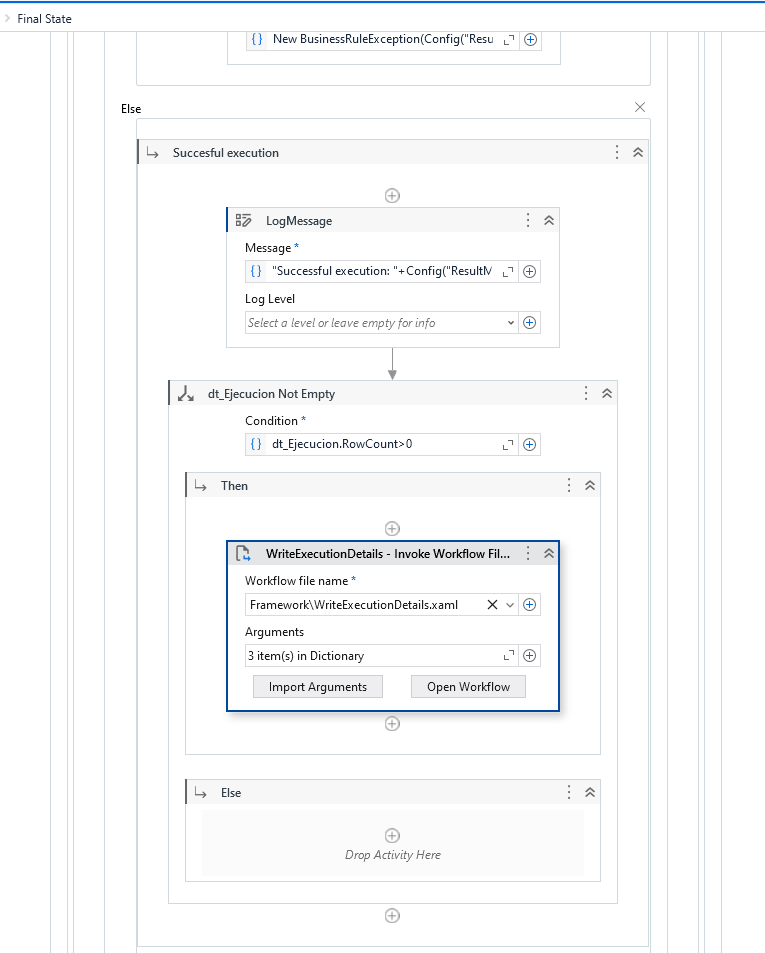 Final State
New BusinessRuleException(Config("Resu
Else
Succesful execution
LogMessage
Message *
"Successful execution: "+Config("ResultM
Log Level
Select a level or leave empty for info
dt_Ejecucion Not Empty
Condition *
dt_Ejecucion.RowCount>0
Then
WriteExecutionDetails - Invoke Workflow Fil...
Workflow file name *
Framework\WriteExecutionDetails.xaml
Arguments
3 item(s) in Dictionary
Import Arguments Open Workflow
Else
Drop Activity Here